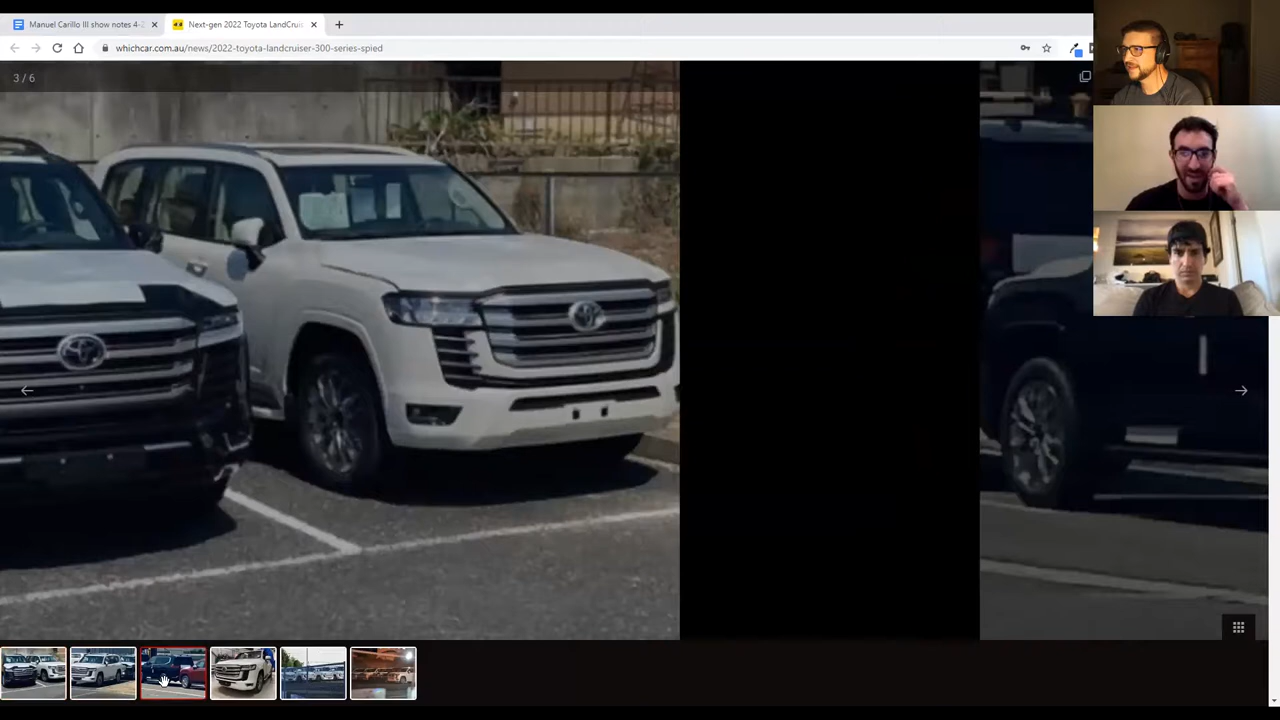 Manuel Carillo III show notes 4-2
Next-gen 2022 Toyota LandCrui
whichcar.com.au/news/2022-toyota-landcruiser-300-series-spied
3 / 6